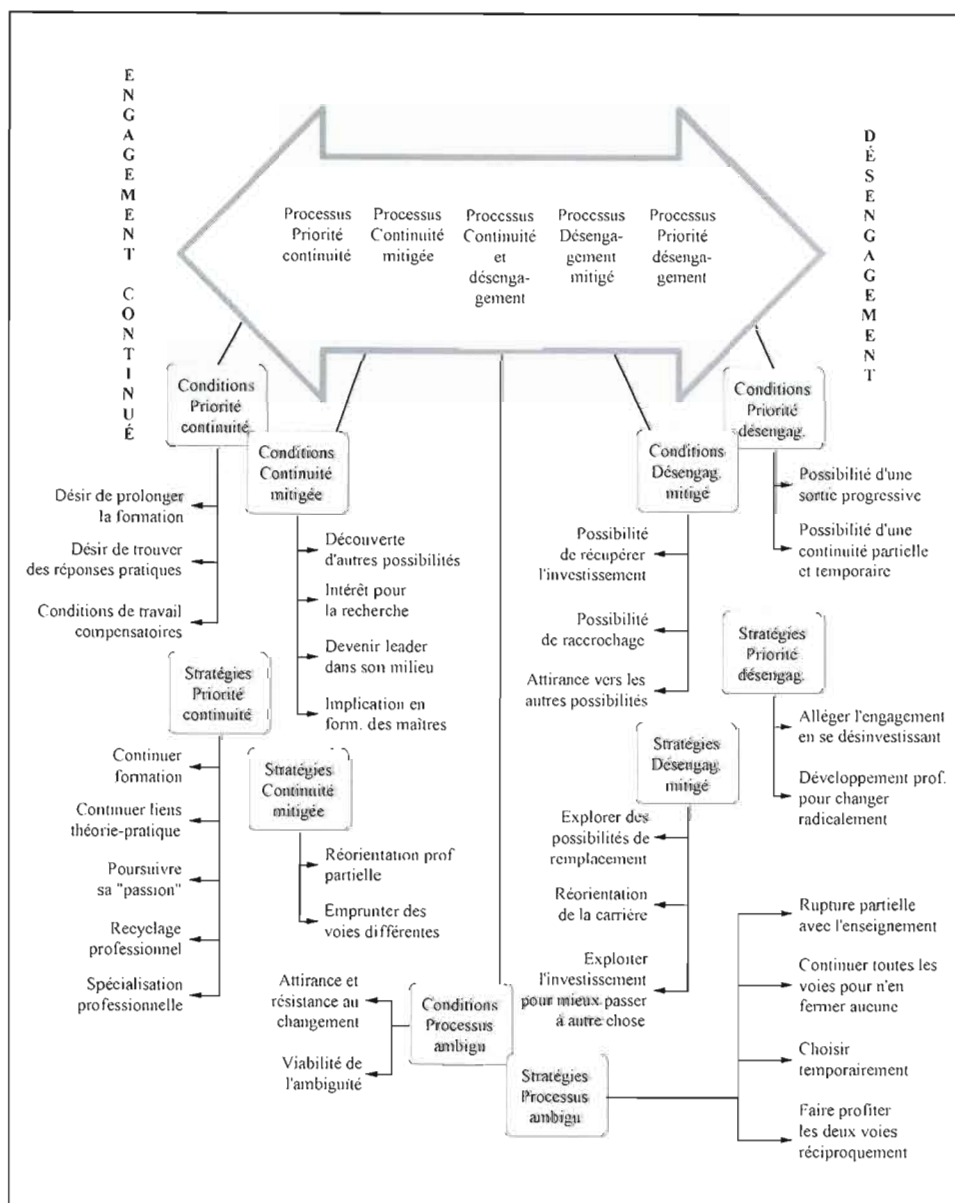 ENGAGEMENT CONTINUÉ
DÉSENGAGEMENT
Processus
Priorité
continuité
Processus
Continuité
mitigée
Processus
Continuité
et
désenga-
gement
Processus
Désenga-
gement
mitigé
Processus
Priorité
désenga-
gement
Conditions
Priorité
continuité
Désir de prolonger
la formation
Désir de trouver
des réponses pratiques
Conditions de travail
compensatoires
Stratégies
Priorité
continuité
Continuer
formation
Continuer liens
théorie-pratique
Poursuivre
sa "passion"
Recyclage
professionnel
Spécialisation
professionnelle
Conditions
Continuité
mitigée
Découverte
d'autres possibilités
Intérêt pour
la recherche
Devenir leader
dans son milieu
Implication en
form. des maîtres
Stratégies
Continuité
mitigée
Réorientation prof
partielle
Emprunter des
voies différentes
Conditions
Processus
ambigu
Attirance et
résistance au
changement
Viabilité de
l'ambiguité
Stratégies
Processus
ambigu
Rupture partielle
avec l'enseignement
Continuer toutes les
voies pour n'en
fermer aucune
Choisir
temporairement
Faire profiter
les deux voies
réciproquement
Conditions
Désengag.
mitigé
Possibilité
de récupérer
l'investissement
Possibilité
de raccrochage
Attirance vers les
autres possibilités
Stratégies
Désengag.
mitigé
Explorer des
possibilités de
remplacement
Réorientation
de la carrière
Exploiter
l'investissement
pour mieux passer
à autre chose
Conditions
Priorité
désengag.
Possibilité d'une
sortie progressive
Possibilité d'une
continuité partielle
et temporaire
Stratégies
Priorité
désengag.
Alléger l'engagement
en se désinvestissant
Développement prof.
pour changer
radicalement